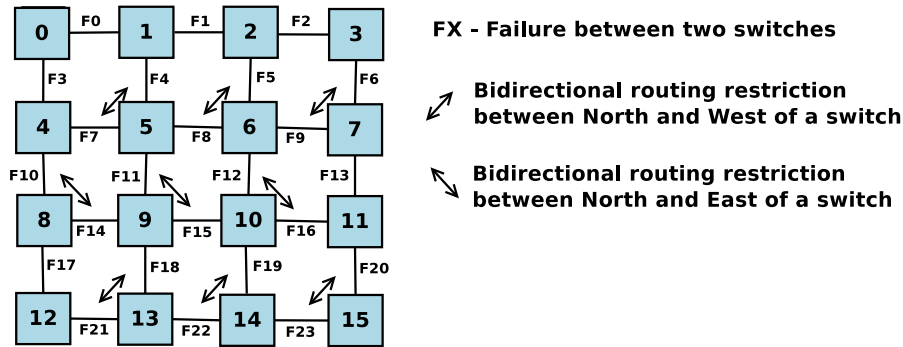 0 F0 1 F1 2 F2 3
FX - Failure between two switches
F3 F4 F5 F6
Bidirectional routing restriction
between North and West of a switch
4 F7 5 F8 6 F9 7
F10 F11 F12 F13
Bidirectional routing restriction
between North and East of a switch
8 F14 9 F15 10 F16 11
F17 F18 F19 F20
12 F21 13 F22 14 F23 15